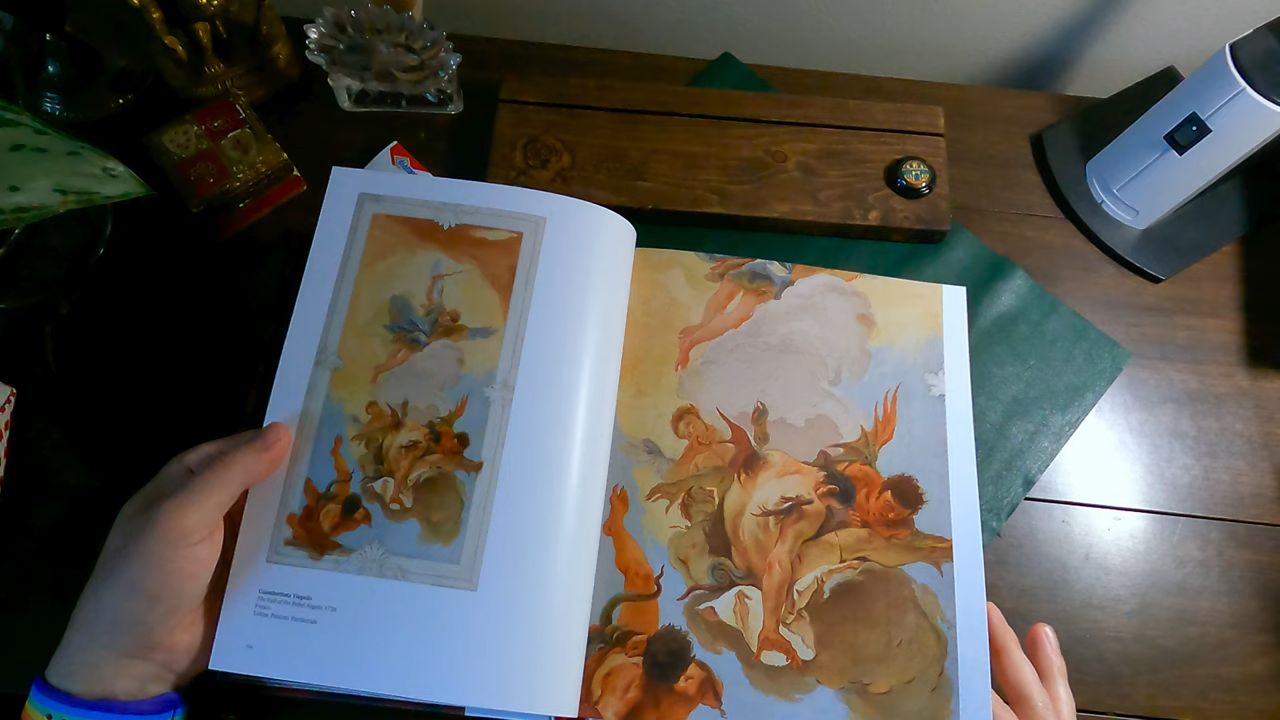 Giambattista Tiepolo
The Fall of the Rebel Angels, 1726
Fresco
Udine, Palazzo Patriarcale